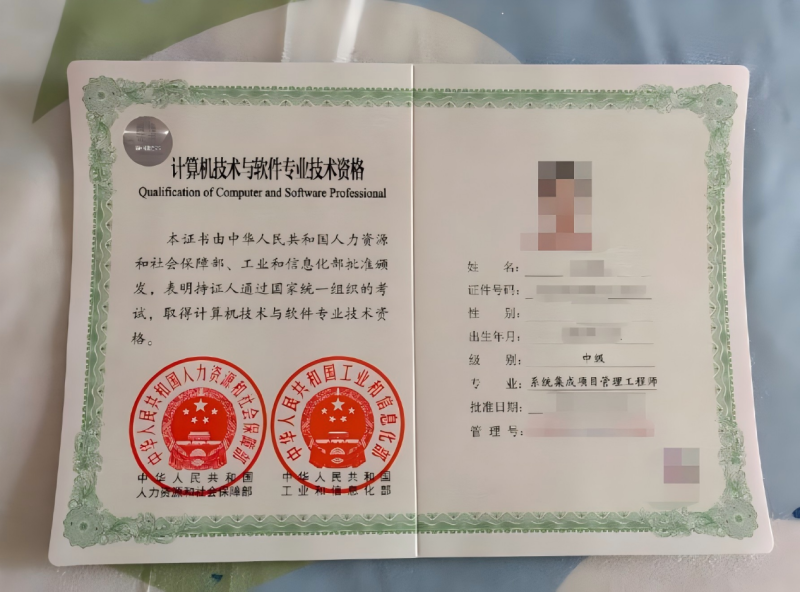 计算机技术与软件专业技术资格
Qualification of Computer and Software Professional
本证书由中华人民共和国人力资源
和社会保障部、工业和信息化部批准颁
发，表明持证人通过国家统一组织的考
试，取得计算机技术与软件专业技术资
格。
中华人民共和国人力资源和社会保障部
中华人民共和国工业和信息化部
中华人民共和国
人力资源和社会保障部
中华人民共和国
工业和信息化部
姓 名：
证件号码：
性 别：
出生年月：
级 别： 中级
专 业： 系统集成项目管理工程师
批准日期：
管 理 号：